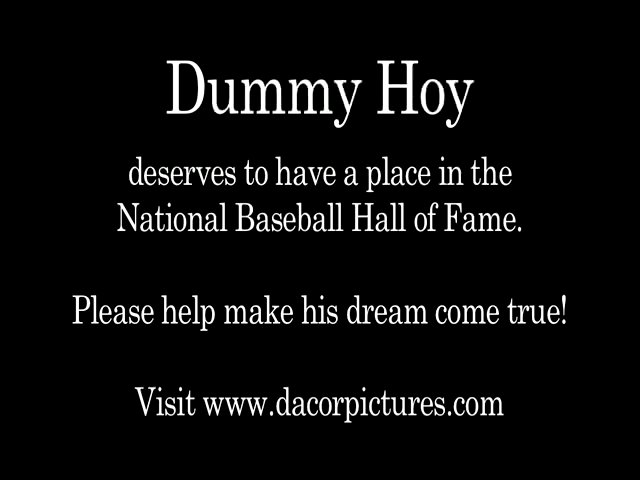 Dummy Hoy
deserves to have a place in the
National Baseball Hall of Fame.
Please help make his dream come true!
Visit www.dacorpictures.com